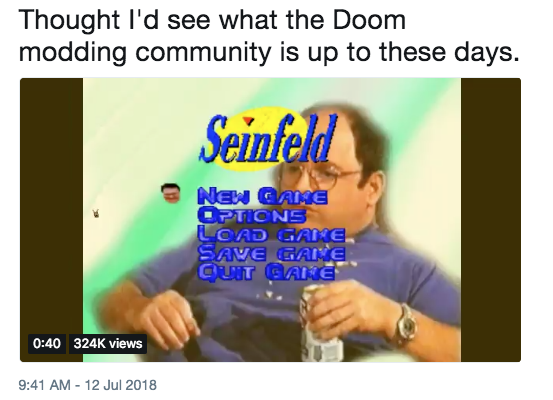 Thought I'd see what the Doom
modding community is up to these days.
Seinfeld
New Game
Options
Load Game
Save Game
Quit Game
0:40 324K views
9:41 AM - 12 Jul 2018